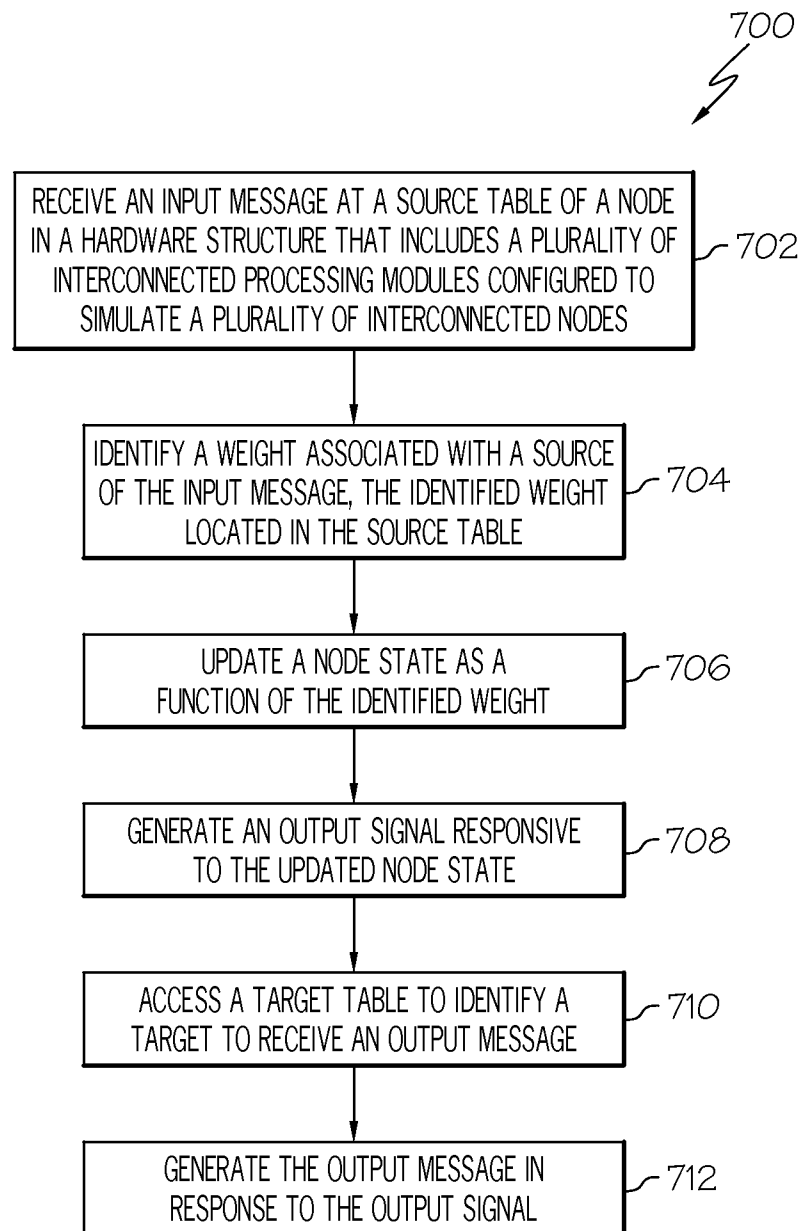 700
RECEIVE AN INPUT MESSAGE AT A SOURCE TABLE OF A NODE
IN A HARDWARE STRUCTURE THAT INCLUDES A PLURALITY OF
INTERCONNECTED PROCESSING MODULES CONFIGURED TO
SIMULATE A PLURALITY OF INTERCONNECTED NODES
702
IDENTIFY A WEIGHT ASSOCIATED WITH A SOURCE
OF THE INPUT MESSAGE, THE IDENTIFIED WEIGHT
LOCATED IN THE SOURCE TABLE
704
UPDATE A NODE STATE AS A
FUNCTION OF THE IDENTIFIED WEIGHT
706
GENERATE AN OUTPUT SIGNAL RESPONSIVE
TO THE UPDATED NODE STATE
708
ACCESS A TARGET TABLE TO IDENTIFY A
TARGET TO RECEIVE AN OUTPUT MESSAGE
710
GENERATE THE OUTPUT MESSAGE IN
RESPONSE TO THE OUTPUT SIGNAL
712